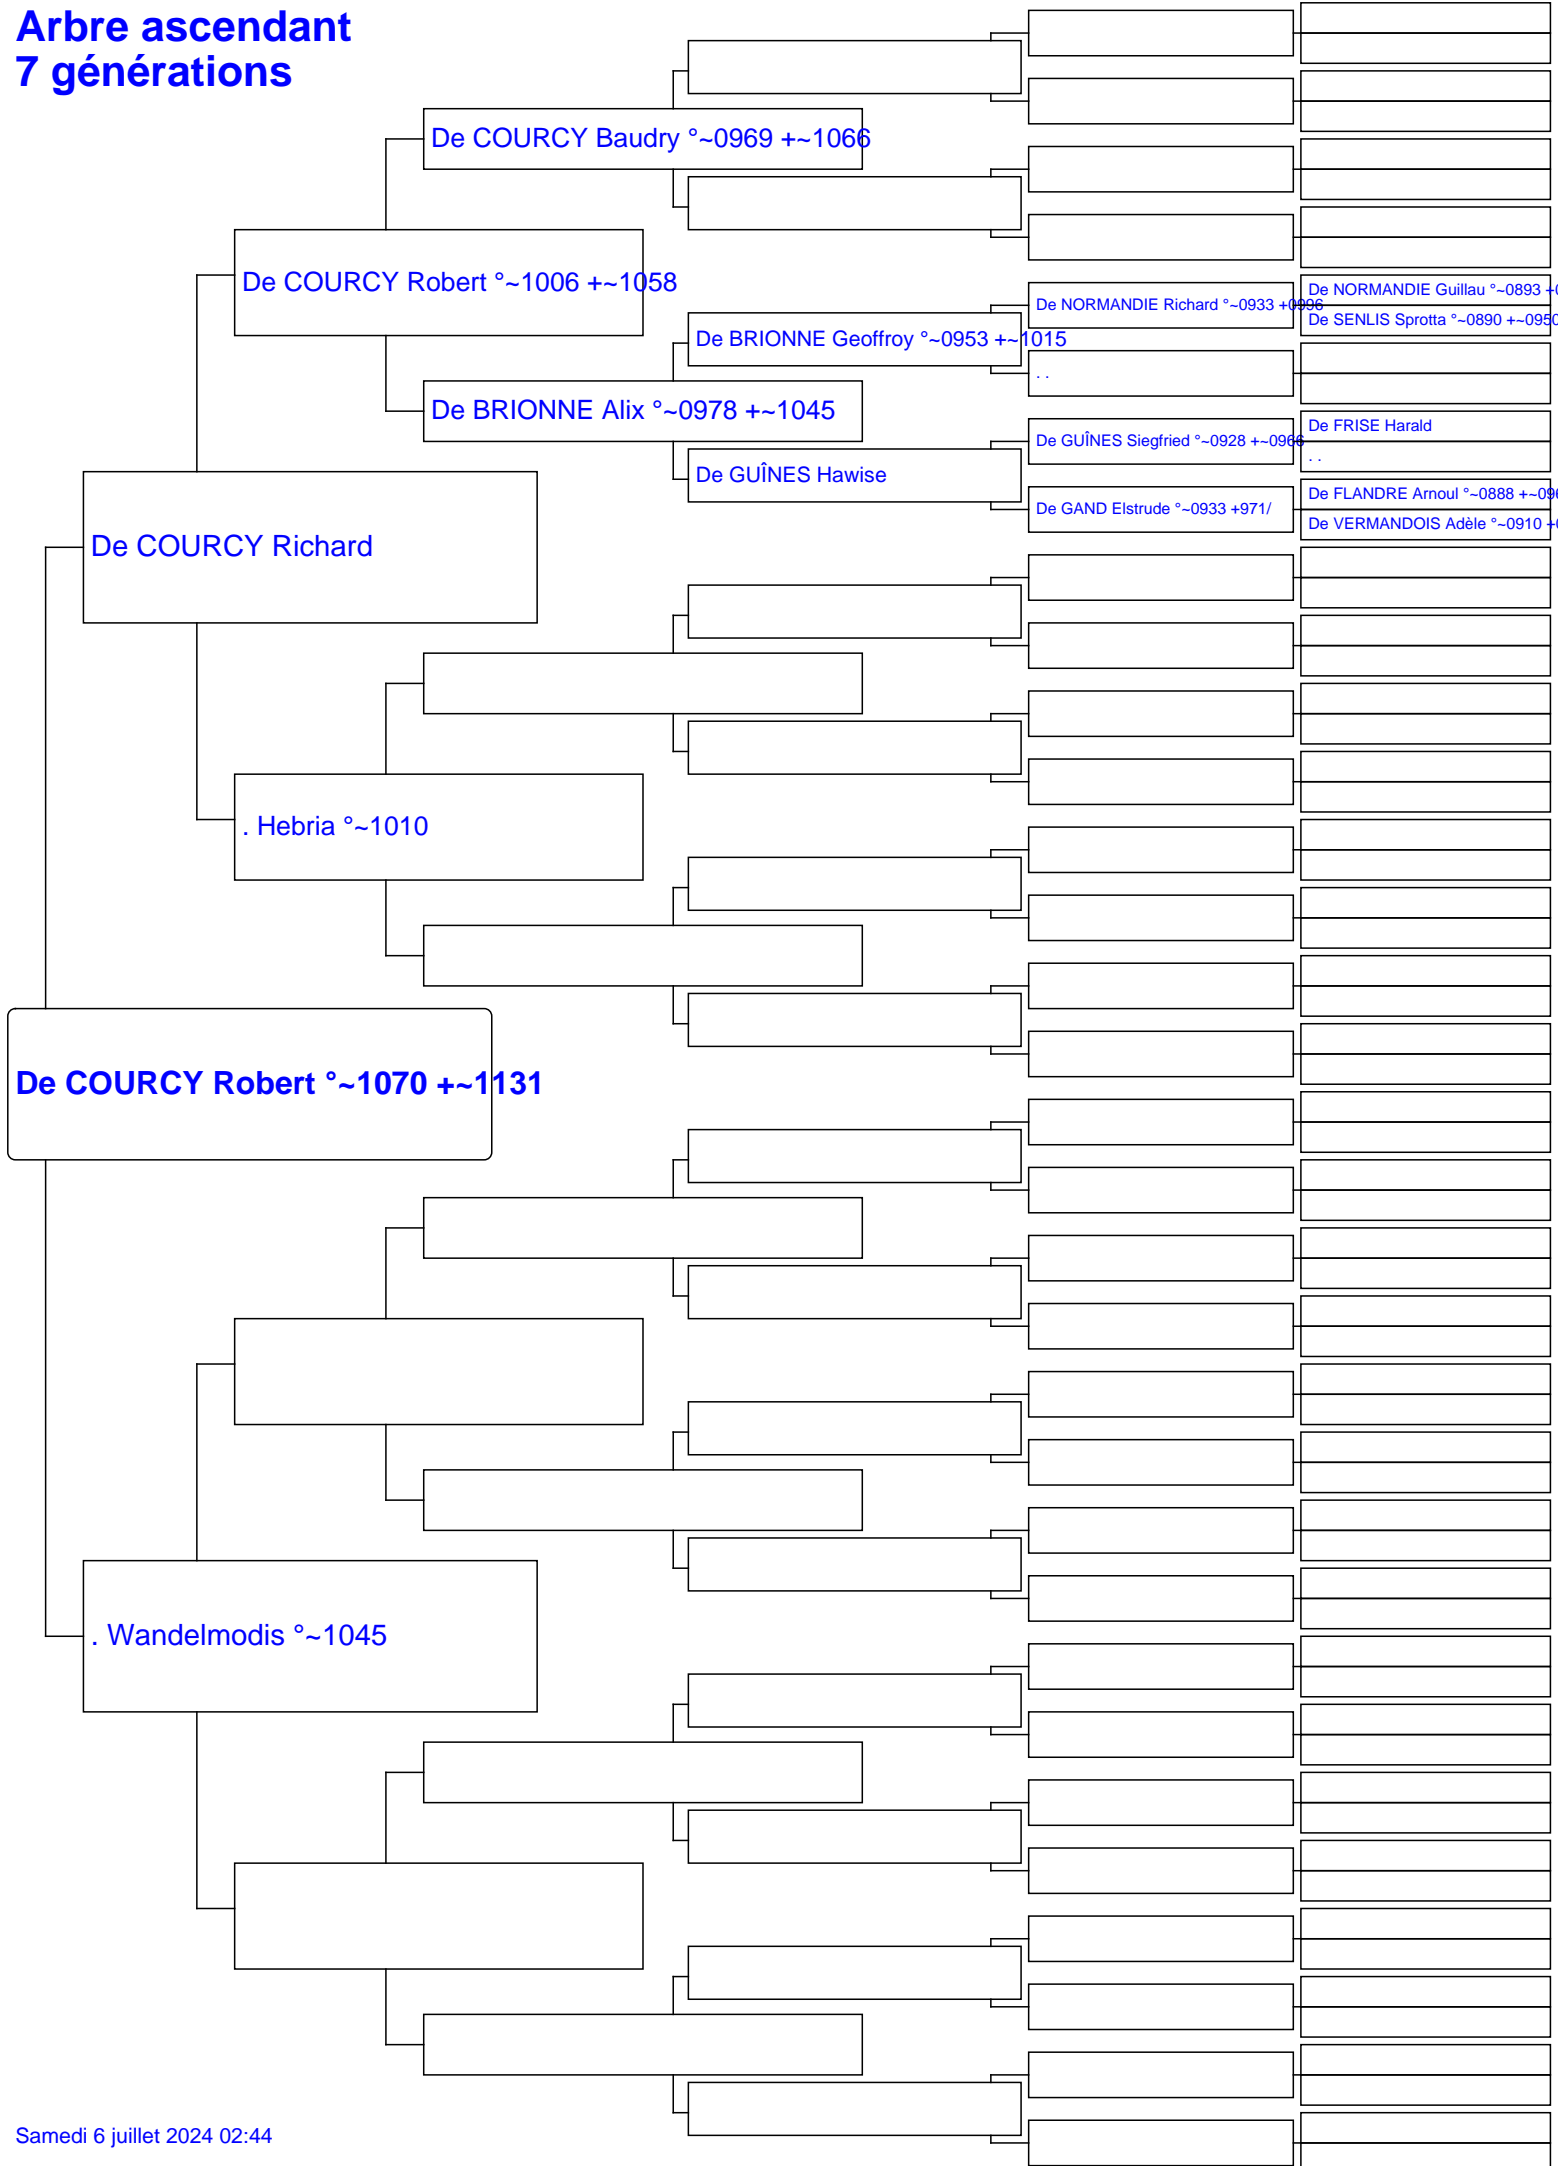 Arbre ascendant
7 générations
De COURCY Baudry °~0969 +~1066
De COURCY Robert °~1006 +~1058
De NORMANDIE Guillau °~0893 +0
De NORMANDIE Richard °~0933 +0996
De SENLIS Sprotta °~0890 +~0950
De BRIONNE Geoffroy °~0953 +~1015
. .
De BRIONNE Alix °~0978 +~1045
De FRISE Harald
De GUÎNES Siegfried °~0928 +~0966
. .
De GUÎNES Hawise
De FLANDRE Arnoul °~0888 +~096
De GAND Elstrude °~0933 +971/
De VERMANDOIS Adèle °~0910 +0
De COURCY Richard
. Hebria °~1010
De COURCY Robert °~1070 +~1131
. Wandelmodis °~1045
Samedi 6 juillet 2024 02:44